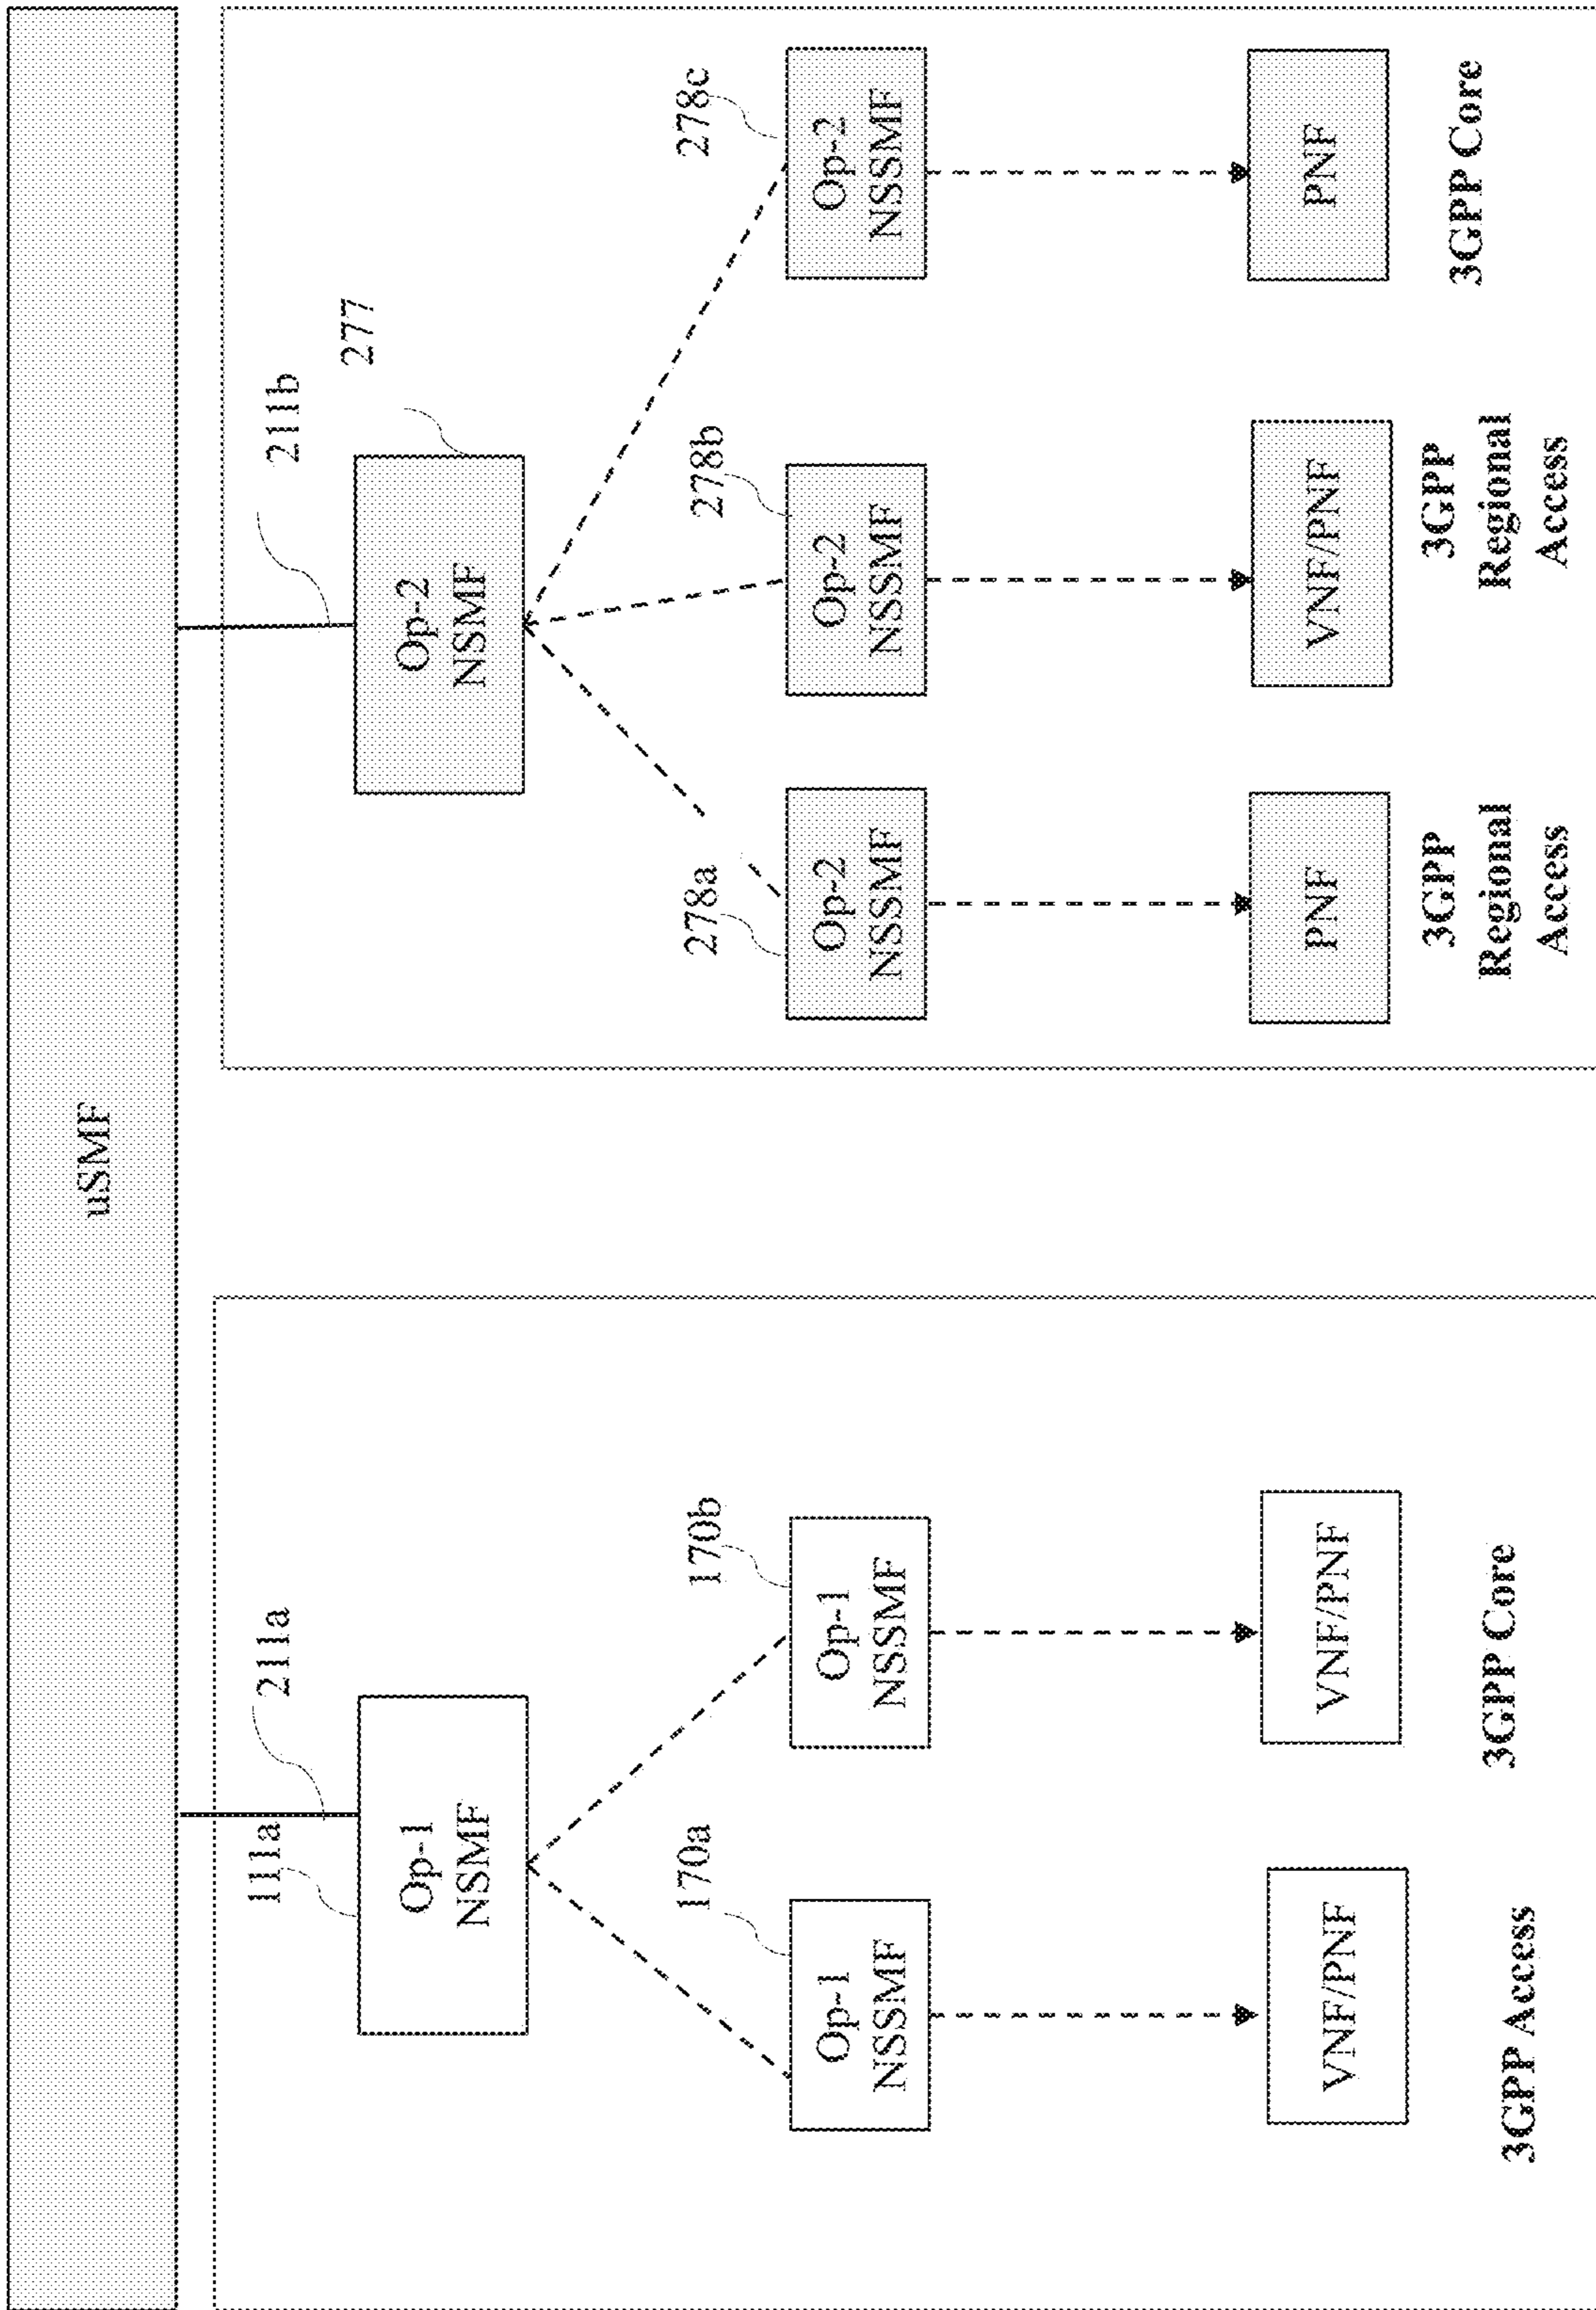 uSMF
111a
211a
Op-1
NSMF
170a
170b
Op-1
NSSMF
Op-1
NSSMF
VNF/PNF
VNF/PNF
3GPP Access
3GPP Core
211b
277
Op-2
NSMF
278a
278b
278c
Op-2
NSSMF
Op-2
NSSMF
Op-2
NSSMF
PNF
VNF/PNF
PNF
3GPP
Regional
Access
3GPP
Regional
Access
3GPP Core